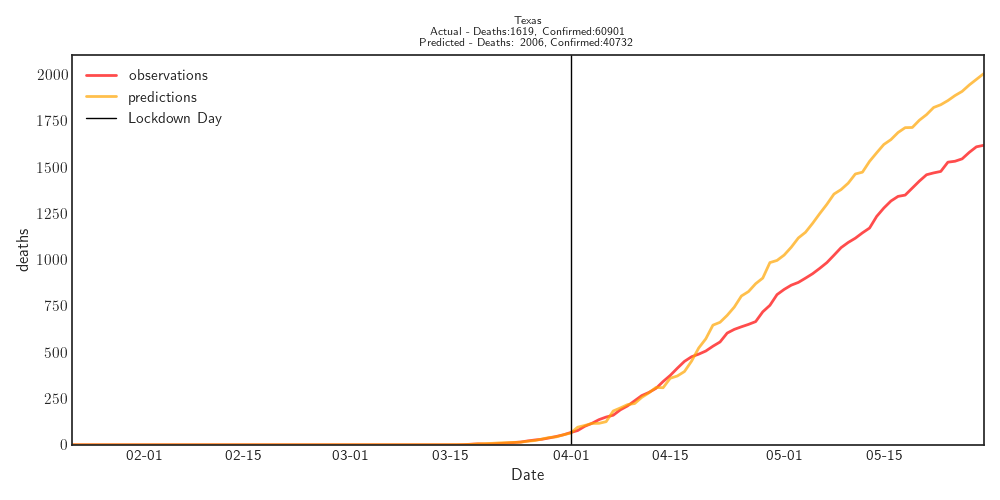 Texas
Actual - Deaths:1619, Confirmed:60901
Predicted - Deaths: 2006, Confirmed:40732
observations
predictions
Lockdown Day
2000
1750
1500
1250
1000
750
500
250
0
deaths
02-01 02-15 03-01 03-15 04-01 04-15 05-01 05-15
Date